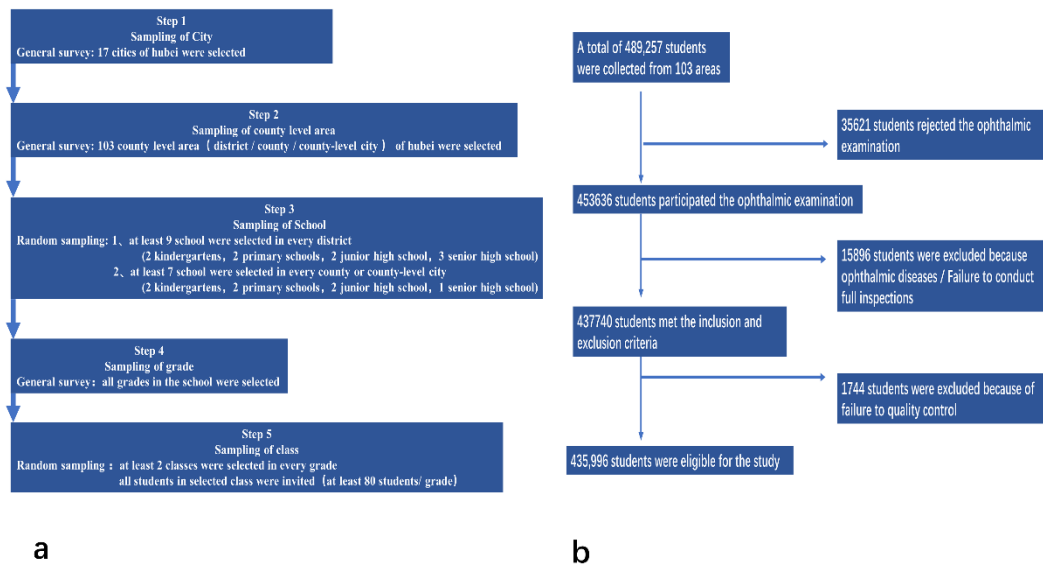 Step 1
Sampling of City
General survey: 17 cities of hubei were selected
Step 2
Sampling of county level area
General survey: 103 county level area（ district / county / county-level city） of hubei were selected
Step 3
Sampling of School
Random sampling: 1、at least 9 school were selected in every district
(2 kindergartens，2 primary schools，2 junior high school，3 senior high school)
2、at least 7 school were selected in every county or county-level city
(2 kindergartens，2 primary schools，2 junior high school，1 senior high school)
Step 4
Sampling of grade
General survey：all grades in the school were selected
Step 5
Sampling of class
Random sampling ：at least 2 classes were selected in every grade
all students in selected class were invited（at least 80 students/ grade）
a
A total of 489,257 students
were collected from 103 areas
35621 students rejected the ophthalmic
examination
453636 students participated the ophthalmic examination
15896 students were excluded because
ophthalmic diseases / Failure to conduct
full inspections
437740 students met the inclusion and
exclusion criteria
1744 students were excluded because of
failure to quality control
435,996 students were eligible for the study
b